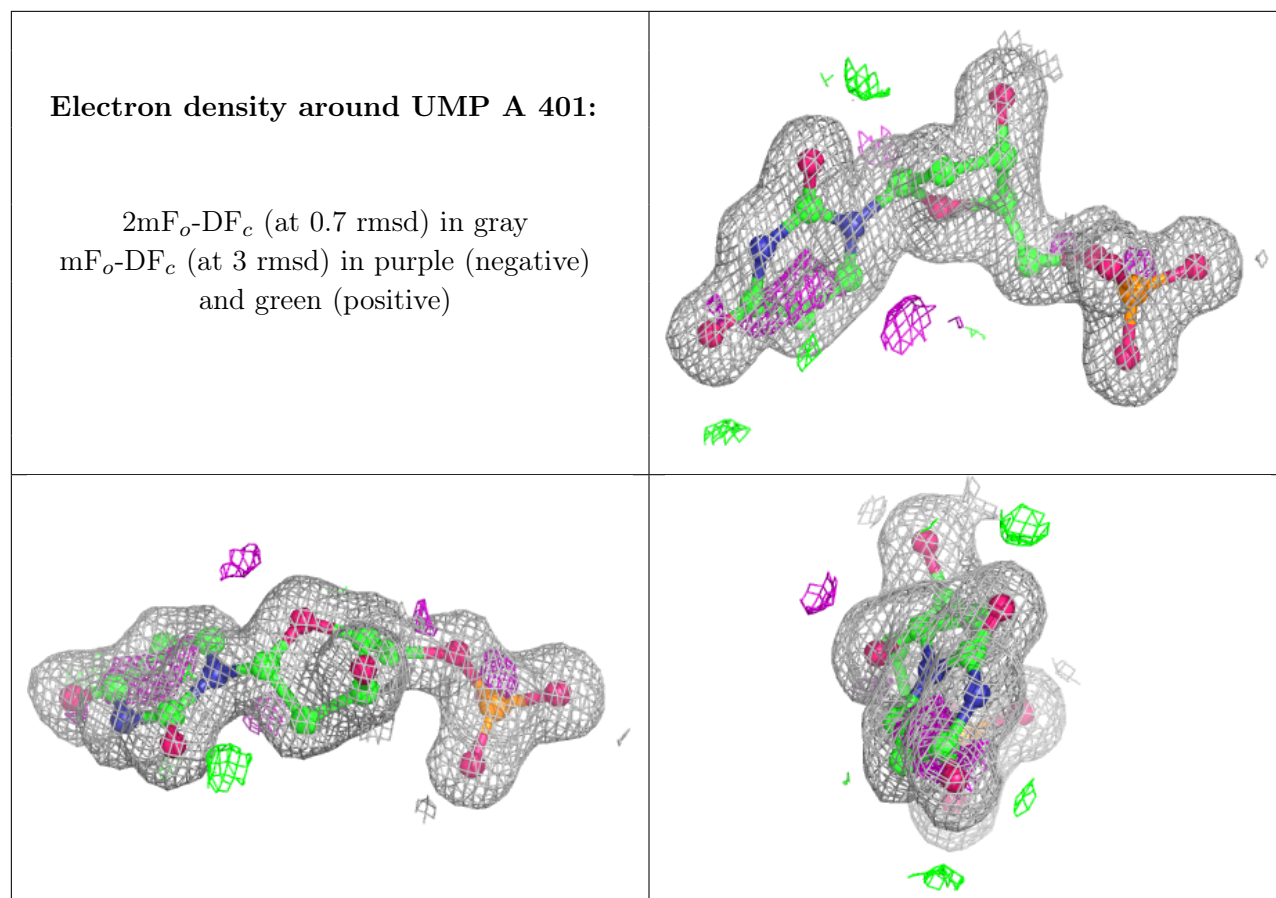 Electron density around UMP A 401:
2mFₒ-DF𝒸 (at 0.7 rmsd) in gray
mFₒ-DF𝒸 (at 3 rmsd) in purple (negative)
and green (positive)